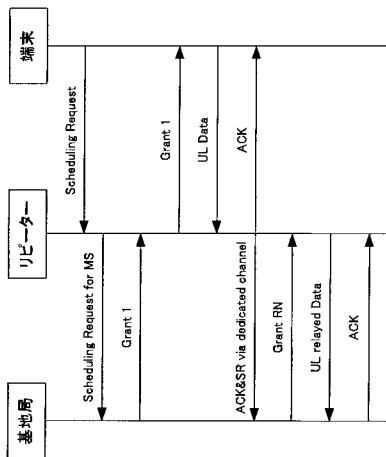 基地局
リピーター
端末
Scheduling Request
Scheduling Request for MS
Grant 1
Grant 1
UL Data
ACK
ACK&SR via dedicated channel
Grant RN
UL relayed Data
ACK